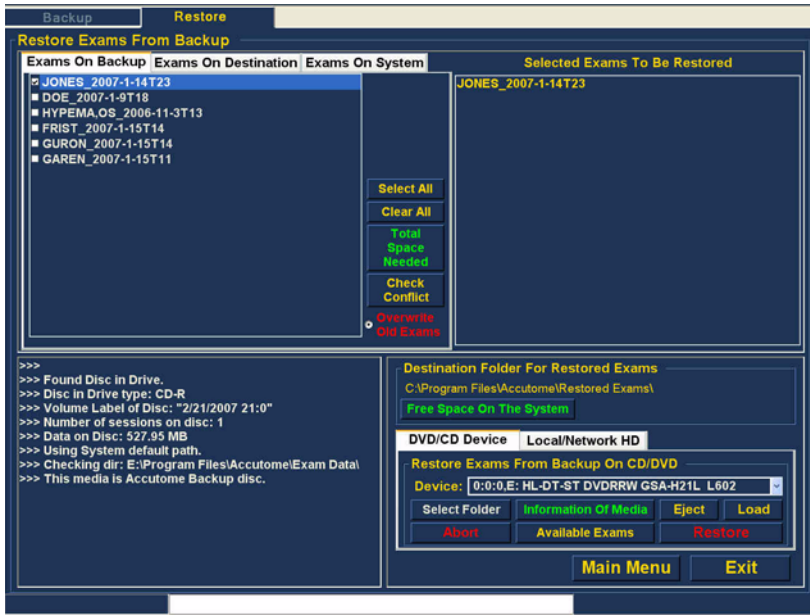 Backup Restore
Restore Exams From Backup
Exams On Backup Exams On Destination Exams On System
JONES_2007-1-14T23
DOE_2007-1-9T18
HYPEMA,OS_2006-11-3T13
FRIST_2007-1-15T14
GURON_2007-1-15T14
GAREN_2007-1-15T11
Select All
Clear All
Total
Space
Needed
Check
Conflict
Overwrite
Old Exams
Selected Exams To Be Restored
JONES_2007-1-14T23
>>>
>>> Found Disc in Drive.
>>> Disc in Drive type: CD-R
>>> Volume Label of Disc: "2/21/2007 21:0"
>>> Number of sessions on disc: 1
>>> Data on Disc: 527.95 MB
>>> Using System default path.
>>> Checking dir: E:\Program Files\Accutome\Exam Data\
>>> This media is Accutome Backup disc.
Destination Folder For Restored Exams
C:\Program Files\Accutome\Restored Exams\
Free Space On The System
DVD/CD Device Local/Network HD
Restore Exams From Backup On CD/DVD
Device: 0:0:0,E: HL-DT-ST DVDRRW GSA-H21L L602
Select Folder Information Of Media Eject Load
Abort Available Exams Restore
Main Menu Exit